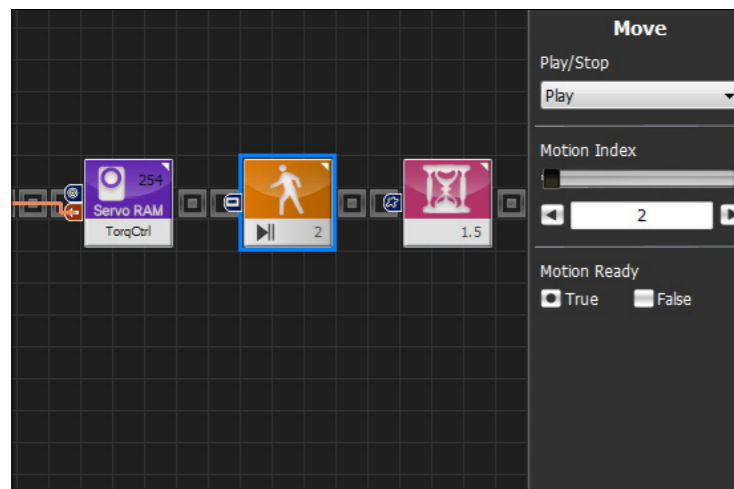 Move
Play/Stop
Play
Motion Index
2
Motion Ready
True False
254
Servo RAM
TorqCtrl
2
1.5